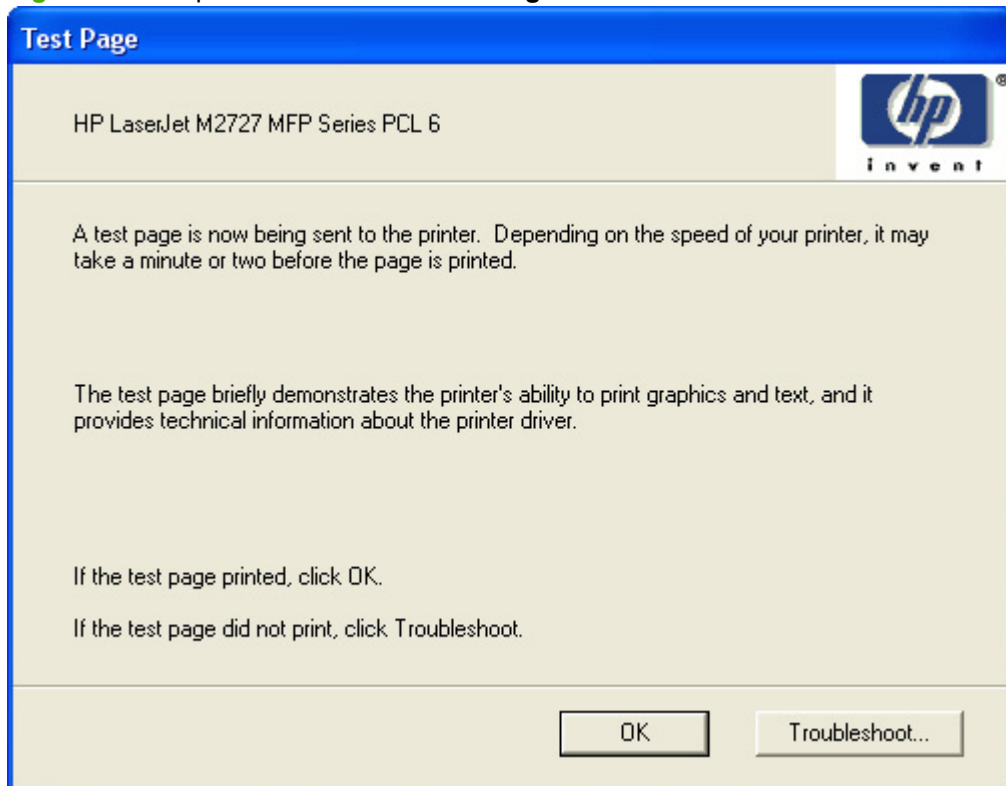 Test Page
HP LaserJet M2727 MFP Series PCL 6
hp
®
invent
A test page is now being sent to the printer. Depending on the speed of your printer, it may
take a minute or two before the page is printed.
The test page briefly demonstrates the printer's ability to print graphics and text, and it
provides technical information about the printer driver.
If the test page printed, click OK.
If the test page did not print, click Troubleshoot.
OK
Troubleshoot...